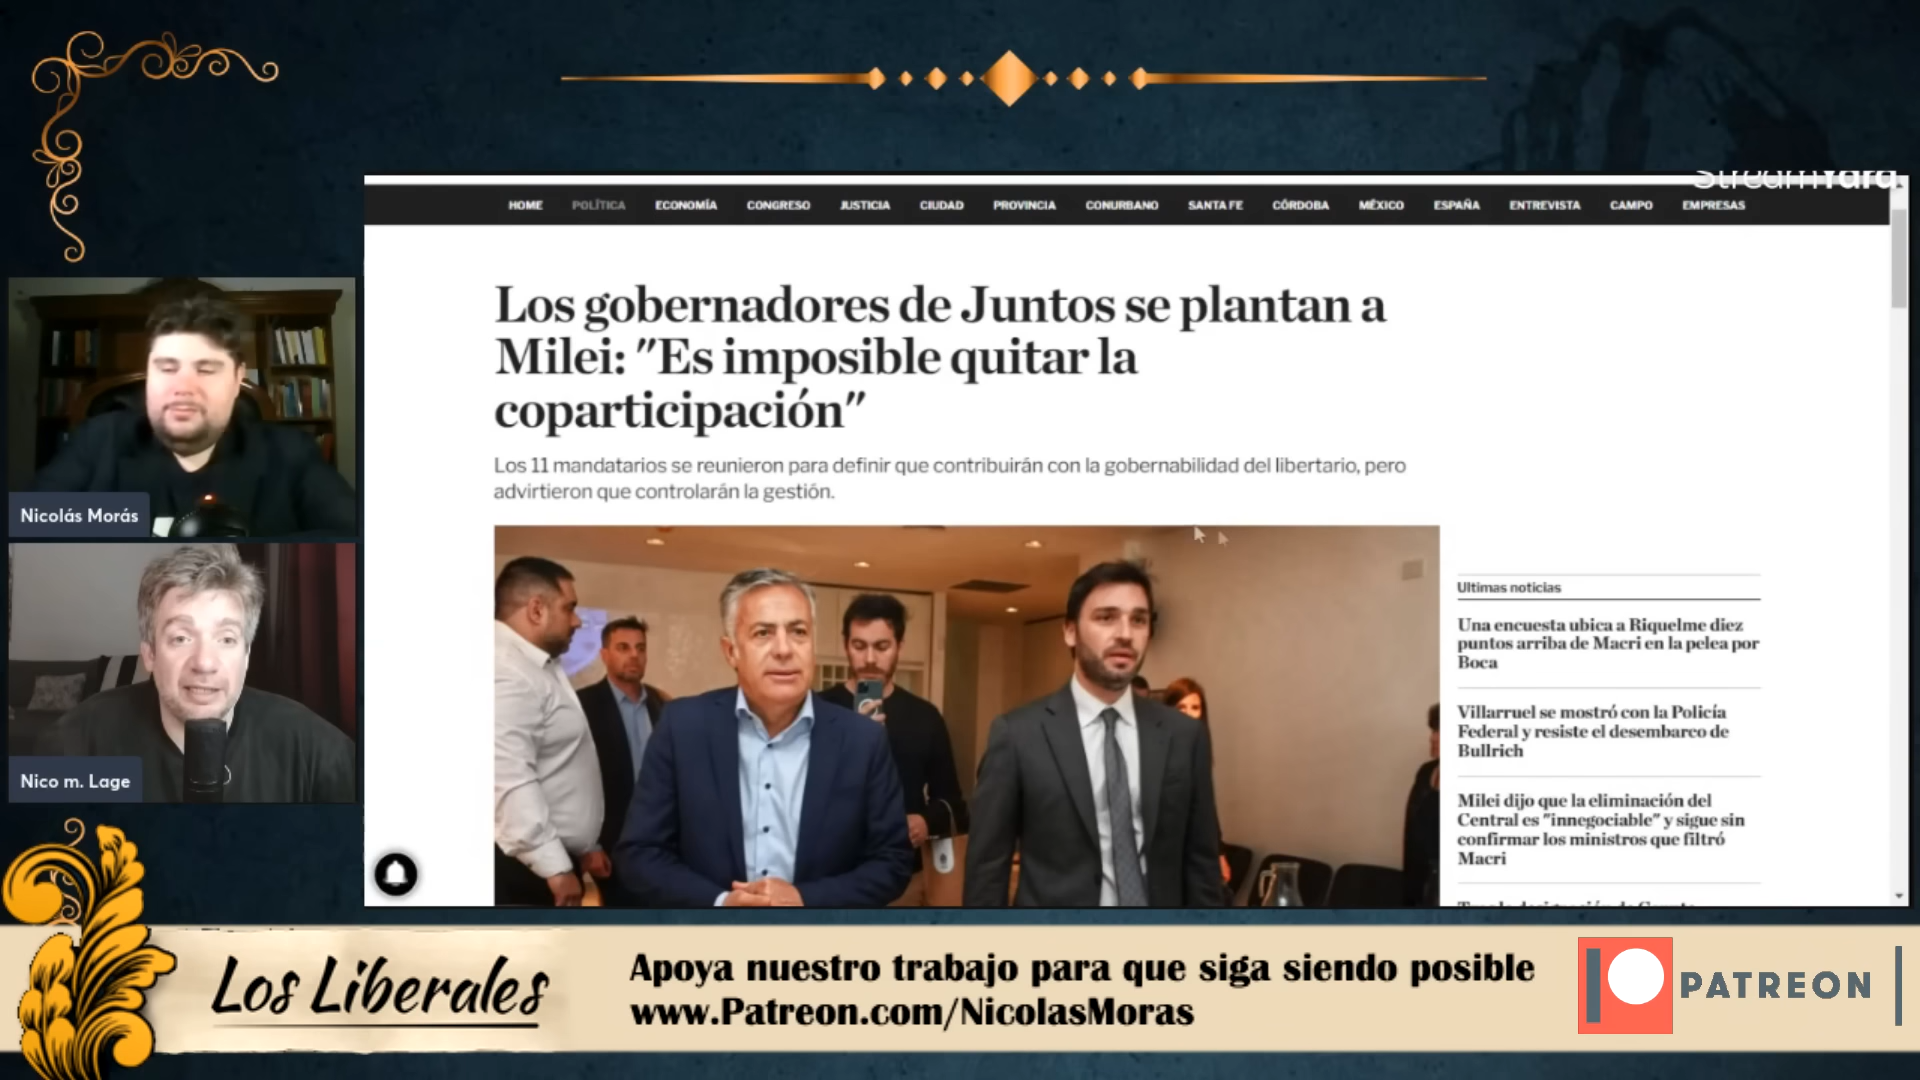 StreamYard
HOME POLÍTICA ECONOMÍA CONGRESO JUSTICIA CIUDAD PROVINCIA CONURBANO SANTA FE CÓRDOBA MÉXICO ESPAÑA ENTREVISTA CAMPO EMPRESAS
Los gobernadores de Juntos se plantan a
Milei: "Es imposible quitar la
coparticipación"
Los 11 mandatarios se reunieron para definir que contribuirán con la gobernabilidad del libertario, pero
advirtieron que controlarán la gestión.
Nicolás Morás
Nico m. Lage
Ultimas noticias
Una encuesta ubica a Riquelme diez
puntos arriba de Macri en la pelea por
Boca
Villarruel se mostró con la Policía
Federal y resiste el desembarco de
Bullrich
Milei dijo que la eliminación del
Central es "innegociable" y sigue sin
confirmar los ministros que filtró
Macri
Los Liberales
Apoya nuestro trabajo para que siga siendo posible
www.Patreon.com/NicolasMoras
PATREON